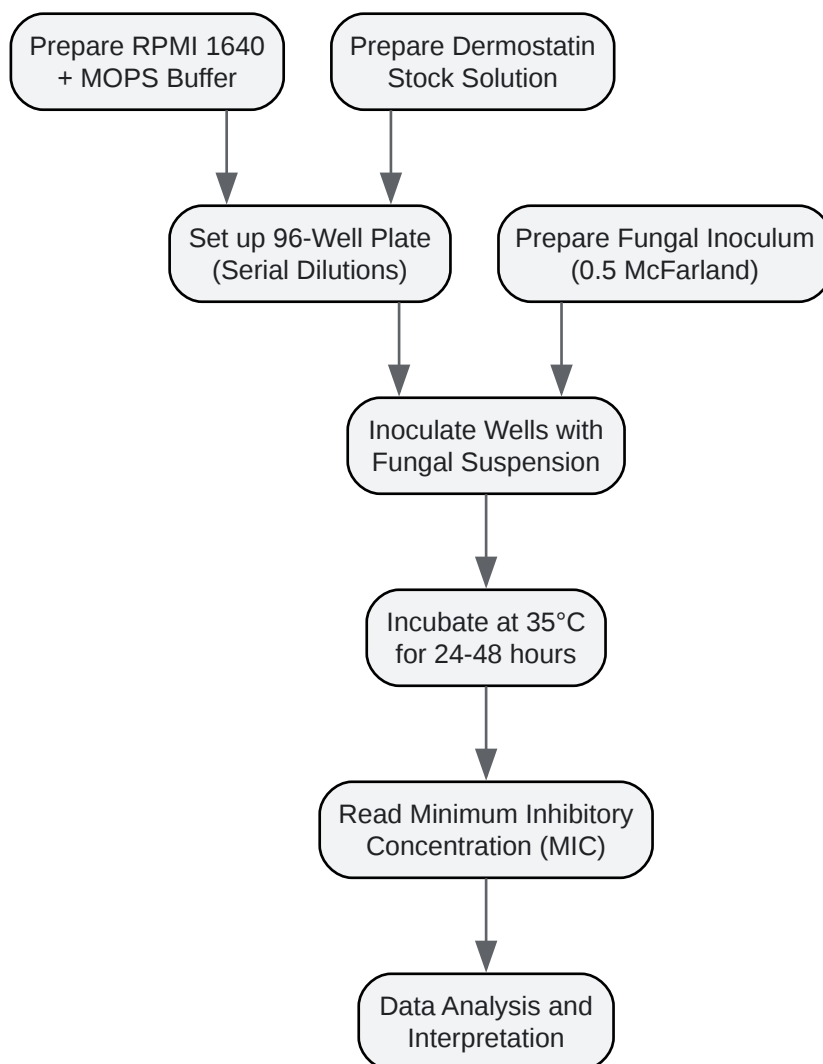 Prepare RPMI 1640
+ MOPS Buffer
Prepare Dermostatin
Stock Solution
Set up 96-Well Plate
(Serial Dilutions)
Prepare Fungal Inoculum
(0.5 McFarland)
Inoculate Wells with
Fungal Suspension
Incubate at 35°C
for 24-48 hours
Read Minimum Inhibitory
Concentration (MIC)
Data Analysis and
Interpretation